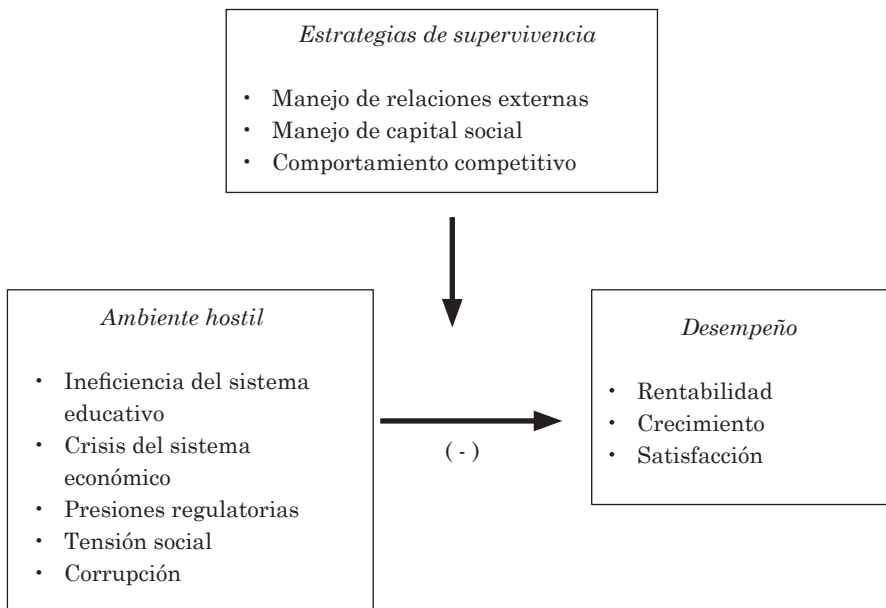 Estrategias de supervivencia
• Manejo de relaciones externas
• Manejo de capital social
• Comportamiento competitivo
Ambiente hostil
• Ineficiencia del sistema
educativo
• Crisis del sistema
económico
• Presiones regulatorias
• Tensión social
• Corrupción
( - )
Desempeño
• Rentabilidad
• Crecimiento
• Satisfacción